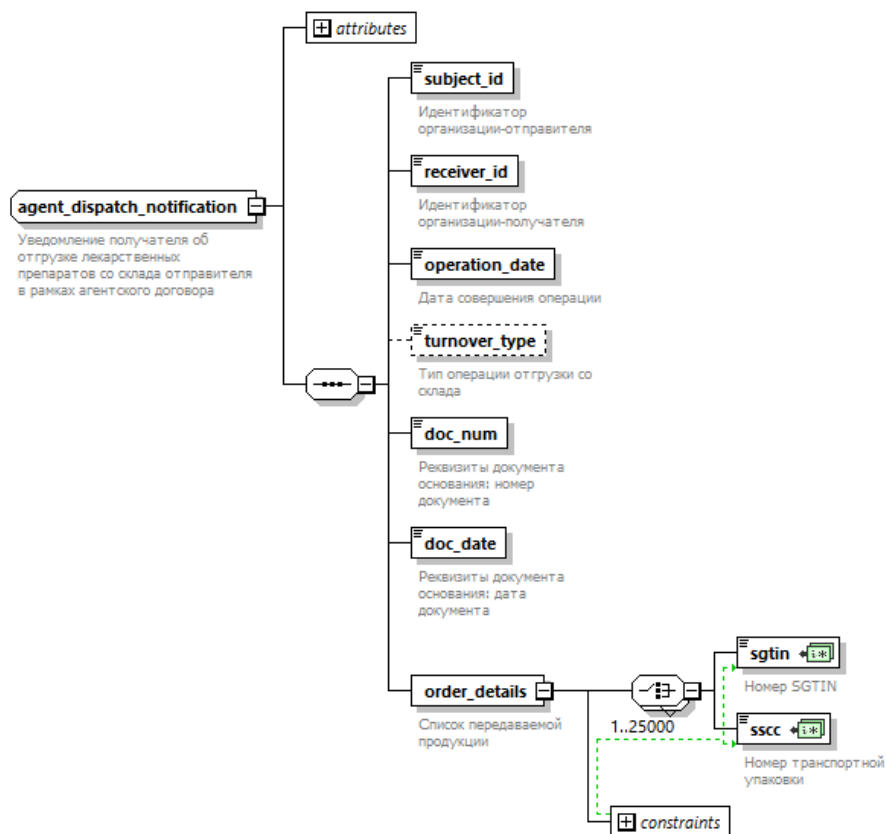 attributes
subject_id
Идентификатор
организации-отправителя
receiver_id
Идентификатор
организации-получателя
agent_dispatch_notification
Уведомление получателя об
отгрузке лекарственных
препаратов со склада отправителя
в рамках агентского договора
operation_date
Дата совершения операции
turnover_type
Тип операции отгрузки со
склада
doc_num
Реквизиты документа
основания: номер
документа
doc_date
Реквизиты документа
основания: дата
документа
order_details
Список передаваемой
продукции
1..25000
sgtin
Номер SGTIN
sscc
Номер транспортной
упаковки
constraints